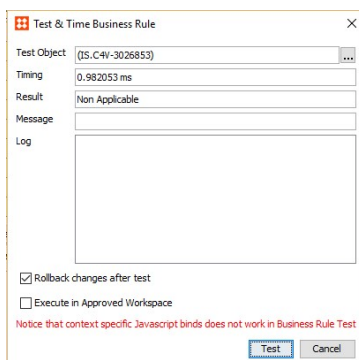 Test & Time Business Rule
Test Object (IS.C4V-3026853) ...
Timing 0.982053 ms
Result Non Applicable
Message
Log
Rollback changes after test
Execute in Approved Workspace
Notice that context specific Javascript binds does not work in Business Rule Test
Test Cancel